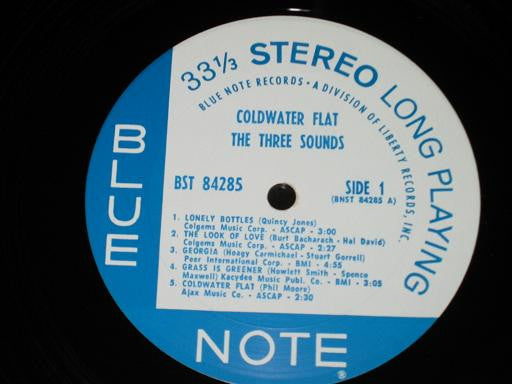 33 1/3 STEREO LONG PLAYING
BLUE NOTE RECORDS • A DIVISION OF LIBERTY RECORDS, INC.
COLDWATER FLAT
THE THREE SOUNDS
BST 84285
SIDE 1
(BNST 84285 A)
1. LONELY BOTTLES (Quincy Jones)
Colgems Music Corp. - ASCAP - 3:00
2. THE LOOK OF LOVE (Burt Bacharach - Hal David)
Colgems Music Corp. - ASCAP - 2:27
3. GEORGIA (Hoagy Carmichael - Stuart Gorrell)
Peer International Corp. - BMI - 4:55
4. GRASS IS GREENER (Howlett Smith - Spence
Maxwell) Kacydee Music Publ. Co. - BMI - 3:05
5. COLDWATER FLAT (Phil Moore)
Ajax Music Co. - ASCAP - 2:30
BLUE
NOTE®